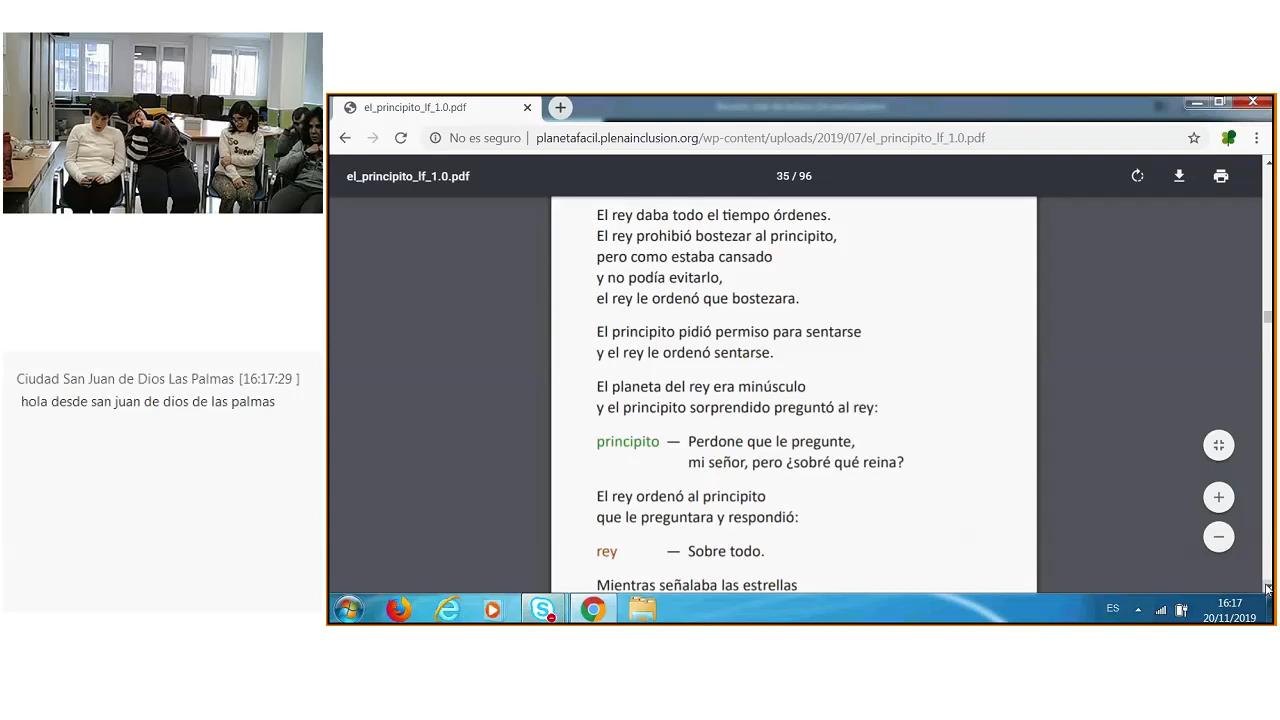 el_principito_lf_1.0.pdf
No es seguro | planetafacil.plenainclusion.org/wp-content/uploads/2019/07/el_principito_lf_1.0.pdf
el_principito_lf_1.0.pdf
35 / 96
El rey daba todo el tiempo órdenes.
El rey prohibió bostezar al principito,
pero como estaba cansado
y no podía evitarlo,
el rey le ordenó que bostezara.
El principito pidió permiso para sentarse
y el rey le ordenó sentarse.
El planeta del rey era minúsculo
y el principito sorprendido preguntó al rey:
principito — Perdone que le pregunte,
mi señor, pero ¿sobré qué reina?
El rey ordenó al principito
que le preguntara y respondió:
rey — Sobre todo.
Mientras señalaba las estrellas
Ciudad San Juan de Dios Las Palmas [16:17:29 ]
hola desde san juan de dios de las palmas
ES
16:17
20/11/2019